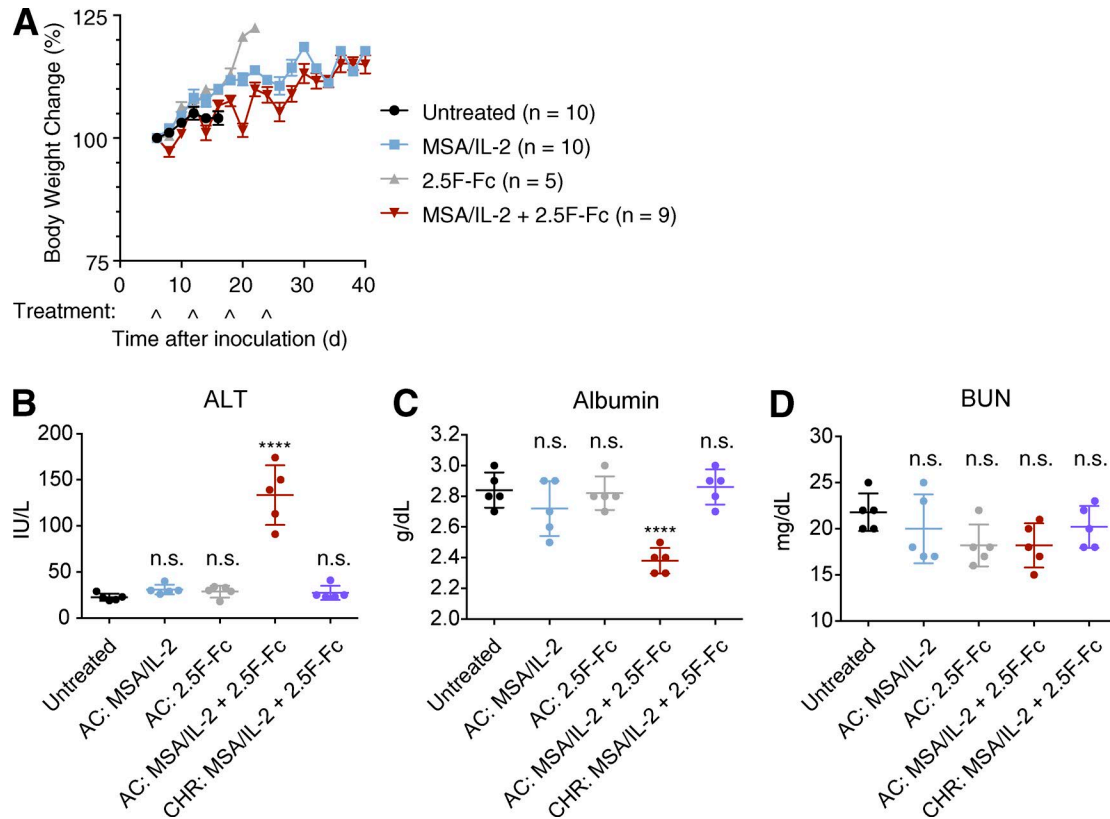 A
Body Weight Change (%)
125
100
75
0 10 20 30 40
Treatment: ^ ^ ^ ^
Time after inoculation (d)
Untreated (n = 10)
MSA/IL-2 (n = 10)
2.5F-Fc (n = 5)
MSA/IL-2 + 2.5F-Fc (n = 9)
B
ALT
IU/L
200
150
100
50
0
n.s. n.s. **** n.s.
Untreated
AC: MSA/IL-2
AC: 2.5F-Fc
AC: MSA/IL-2 + 2.5F-Fc
CHR: MSA/IL-2 + 2.5F-Fc
C
Albumin
g/dL
3.2
3.0
2.8
2.6
2.4
2.2
2.0
n.s. n.s. **** n.s.
Untreated
AC: MSA/IL-2
AC: 2.5F-Fc
AC: MSA/IL-2 + 2.5F-Fc
CHR: MSA/IL-2 + 2.5F-Fc
D
BUN
mg/dL
30
25
20
15
10
n.s. n.s. n.s. n.s.
Untreated
AC: MSA/IL-2
AC: 2.5F-Fc
AC: MSA/IL-2 + 2.5F-Fc
CHR: MSA/IL-2 + 2.5F-Fc